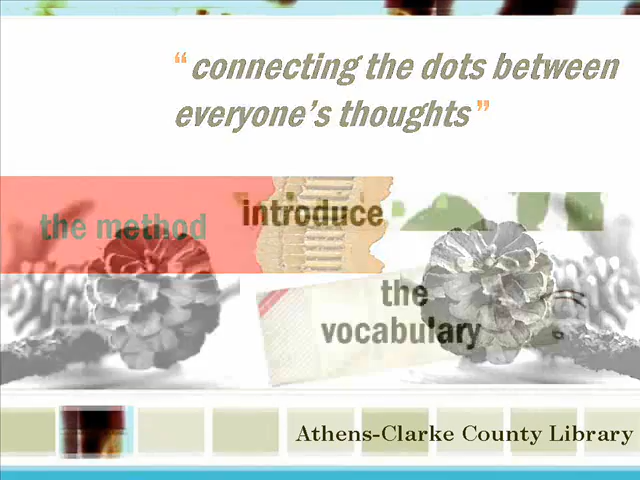 “connecting the dots between
everyone’s thoughts”
the method
introduce
the
vocabulary
Athens-Clarke County Library